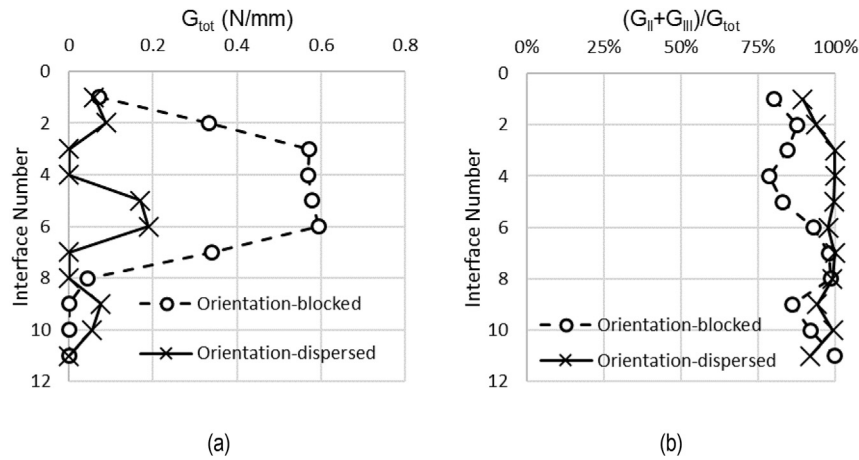 G_tot (N/mm)
0 0.2 0.4 0.6 0.8
0
2
4
6
8
10
12
Interface Number
Orientation-blocked
Orientation-dispersed
(a)
(G_II+G_III)/G_tot
0% 25% 50% 75% 100%
0
2
4
6
8
10
12
Interface Number
Orientation-blocked
Orientation-dispersed
(b)